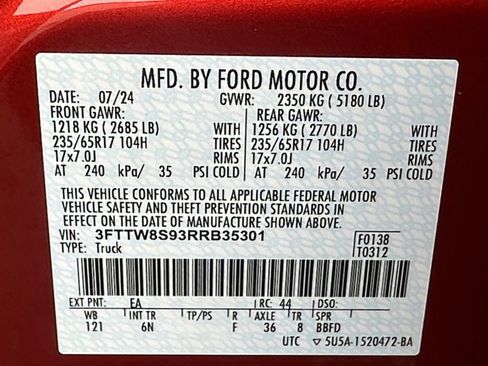 MFD. BY FORD MOTOR CO.
DATE: 07/24 GVWR: 2350 KG ( 5180 LB)
FRONT GAWR: REAR GAWR:
1218 KG ( 2685 LB) WITH 1256 KG ( 2770 LB) WITH
235/65R17 104H TIRES 235/65R17 104H TIRES
17x7.0J RIMS 17x7.0J RIMS
AT 240 kPa/ 35 PSI COLD AT 240 kPa/ 35 PSI COLD
THIS VEHICLE CONFORMS TO ALL APPLICABLE FEDERAL MOTOR
VEHICLE SAFETY AND THEFT PREVENTION STANDARDS IN
EFFECT ON THE DATE OF MANUFACTURE SHOWN ABOVE.
VIN: 3FTTW8S93RRB35301 F0138
TYPE: Truck T0312
EXT PNT: EA RC: 44 DSO:
WB INT TR TP/PS R AXLE TR SPR
121 6N F 36 8 BBFD
UTC ▽5U5A-1520472-BA